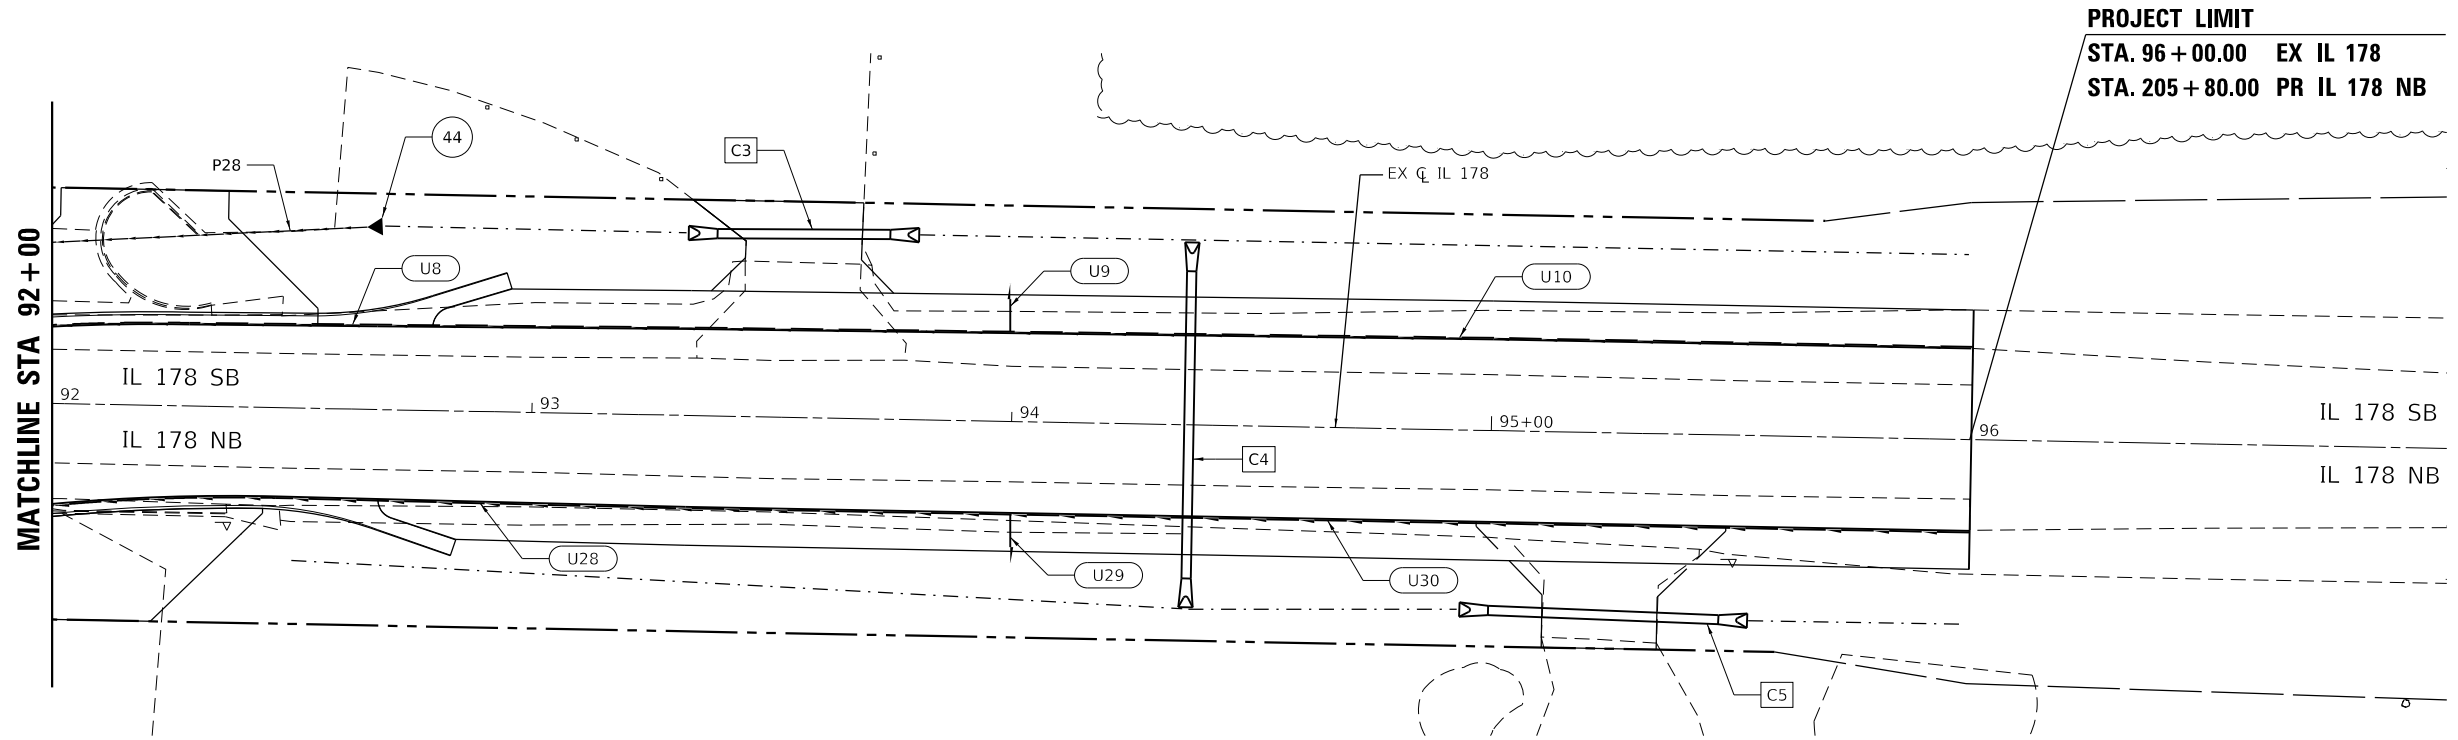 PROJECT LIMIT
STA. 96+00.00 EX IL 178
STA. 205+80.00 PR IL 178 NB
44
C3
P28
EX ℄ IL 178
U8
U9
U10
MATCHLINE STA 92+00
IL 178 SB
92
93
94
95+00
96
IL 178 SB
IL 178 NB
C4
IL 178 NB
U28
U29
U30
C5